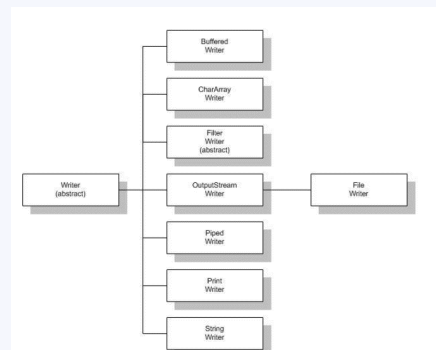 Buffered
Writer
CharArray
Writer
Filter
Writer
(abstract)
Writer
(abstract)
OutputStream
Writer
File
Writer
Piped
Writer
Print
Writer
String
Writer